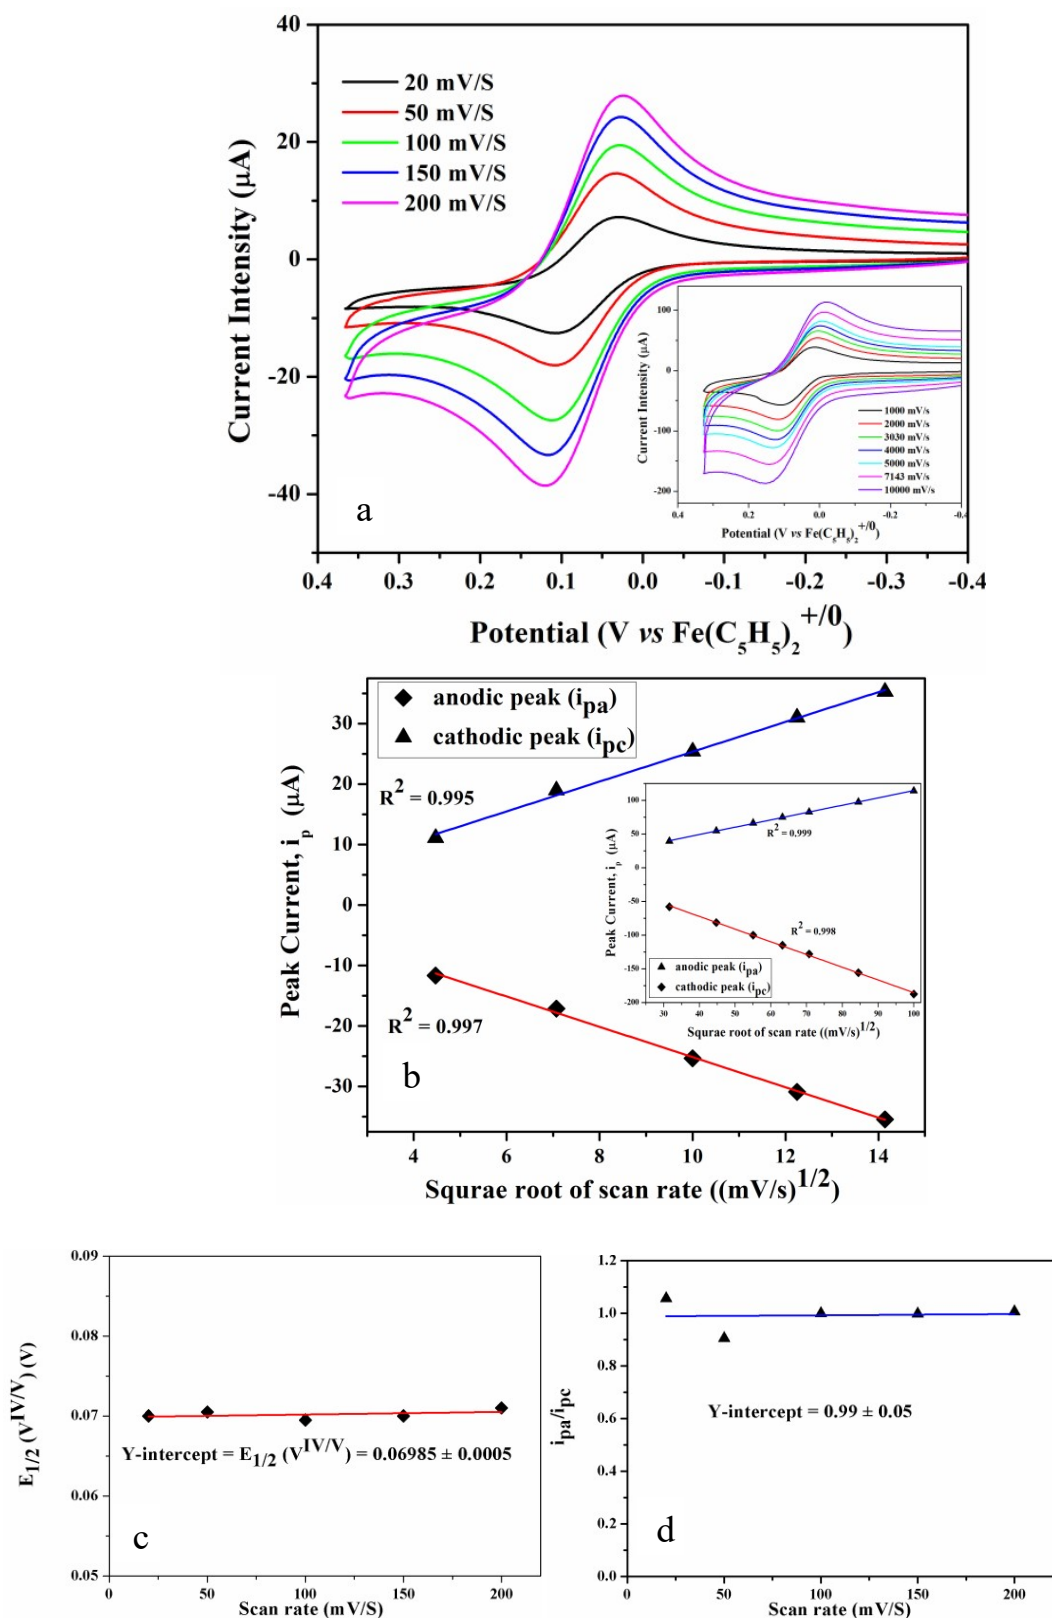 40
20
0
-20
-40
Current Intensity (μA)
20 mV/S
50 mV/S
100 mV/S
150 mV/S
200 mV/S
a
0.4 0.3 0.2 0.1 0.0 -0.1 -0.2 -0.3 -0.4
Potential (V vs Fe(C5H5)2+/0)
100
0
-100
-200
Current Intensity (μA)
1000 mV/s
2000 mV/s
3030 mV/s
4000 mV/s
5000 mV/s
7143 mV/s
10000 mV/s
0.4 0.2 0.0 -0.2 -0.4
Potential (V vs Fe(C5H5)2+/0)
anodic peak (ipa)
cathodic peak (ipc)
30
20
10
0
-10
-20
-30
Peak Current, ip (μA)
R2 = 0.995
R2 = 0.997
b
4 6 8 10 12 14
Squrae root of scan rate ((mV/s)1/2)
100
50
0
-50
-100
-150
-200
Peak Current, ip (μA)
R2 = 0.999
R2 = 0.998
anodic peak (ipa)
cathodic peak (ipc)
30 40 50 60 70 80 90 100
Squrae root of scan rate ((mV/s)1/2)
0.09
0.08
0.07
0.06
0.05
E1/2 (VIV/V) (V)
Y-intercept = E1/2 (VIV/V) = 0.06985 ± 0.0005
c
0 50 100 150 200
Scan rate (mV/S)
1.2
1.0
0.8
0.6
0.4
0.2
0.0
ipa/ipc
Y-intercept = 0.99 ± 0.05
d
0 50 100 150 200
Scan rate (mV/S)